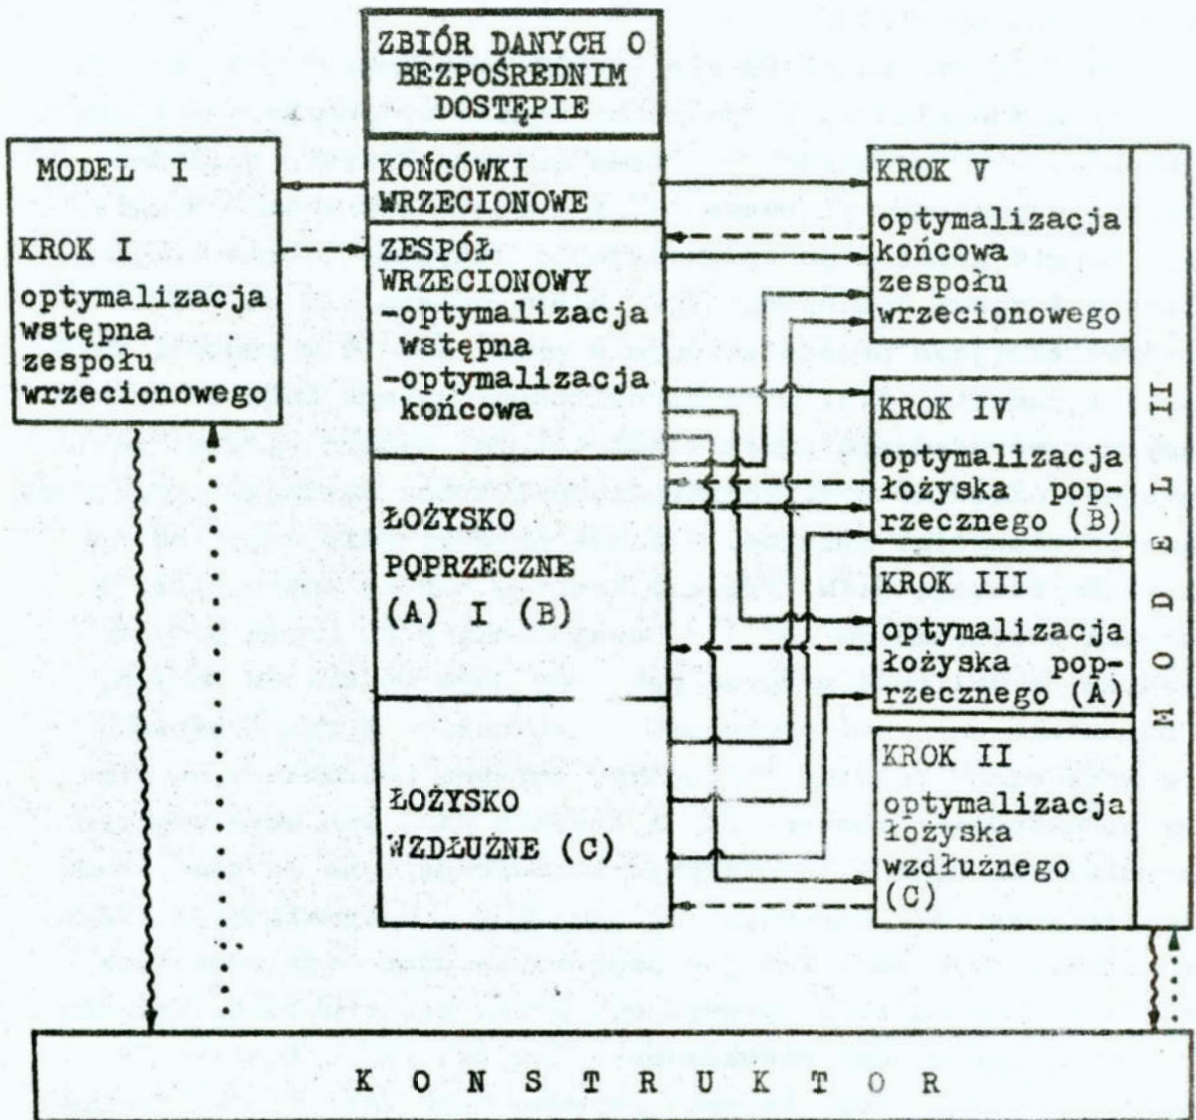 ZBIÓR DANYCH O
BEZPOŚREDNIM
DOSTĘPIE
MODEL I
KROK I
optymalizacja
wstępna
zespołu
wrzecionowego
KOŃCÓWKI
WRZECIONOWE
ZESPÓŁ
WRZECIONOWY
-optymalizacja
wstępna
-optymalizacja
końcowa
ŁOŻYSKO
POPRZECZNE
(A) I (B)
ŁOŻYSKO
WZDŁUŻNE (C)
KROK V
optymalizacja
końcowa
zespołu
wrzecionowego
KROK IV
optymalizacja
łożyska pop-
rzecznego (B)
KROK III
optymalizacja
łożyska pop-
rzecznego (A)
KROK II
optymalizacja
łożyska
wzdłużnego
(C)
MODEL II
K O N S T R U K T O R